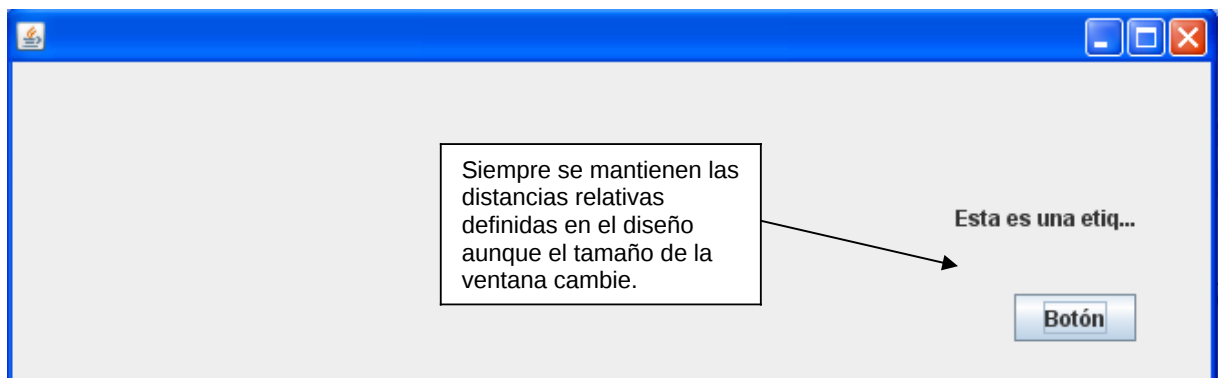 Siempre se mantienen las
distancias relativas
definidas en el diseño
aunque el tamaño de la
ventana cambie.
Esta es una etiq...
Botón